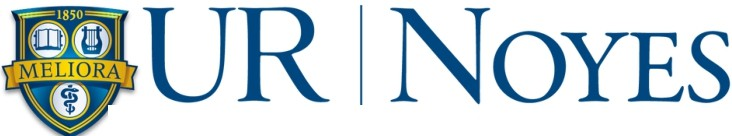 1850
MELIORA
UR | NOYES